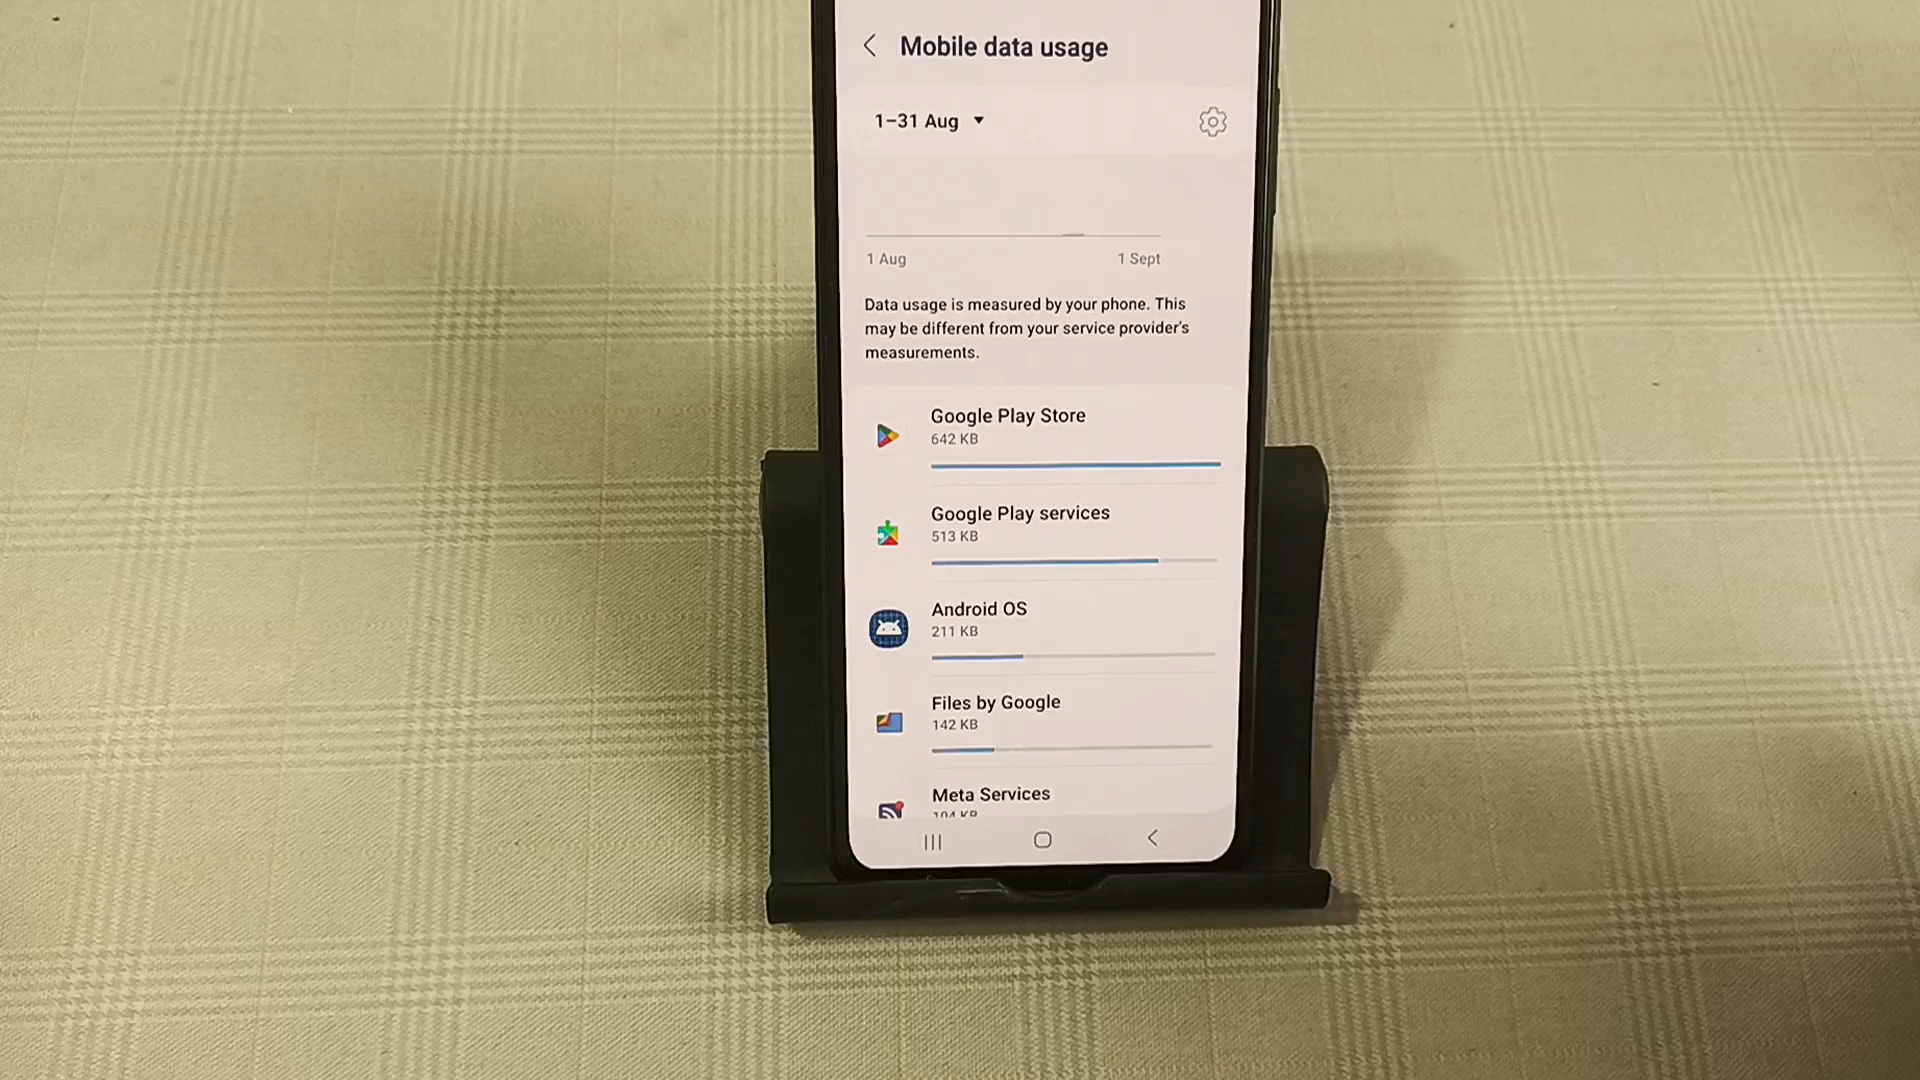 Mobile data usage
1–31 Aug
1 Aug 1 Sept
Data usage is measured by your phone. This
may be different from your service provider's
measurements.
Google Play Store
642 KB
Google Play services
513 KB
Android OS
211 KB
Files by Google
142 KB
Meta Services
104 KB